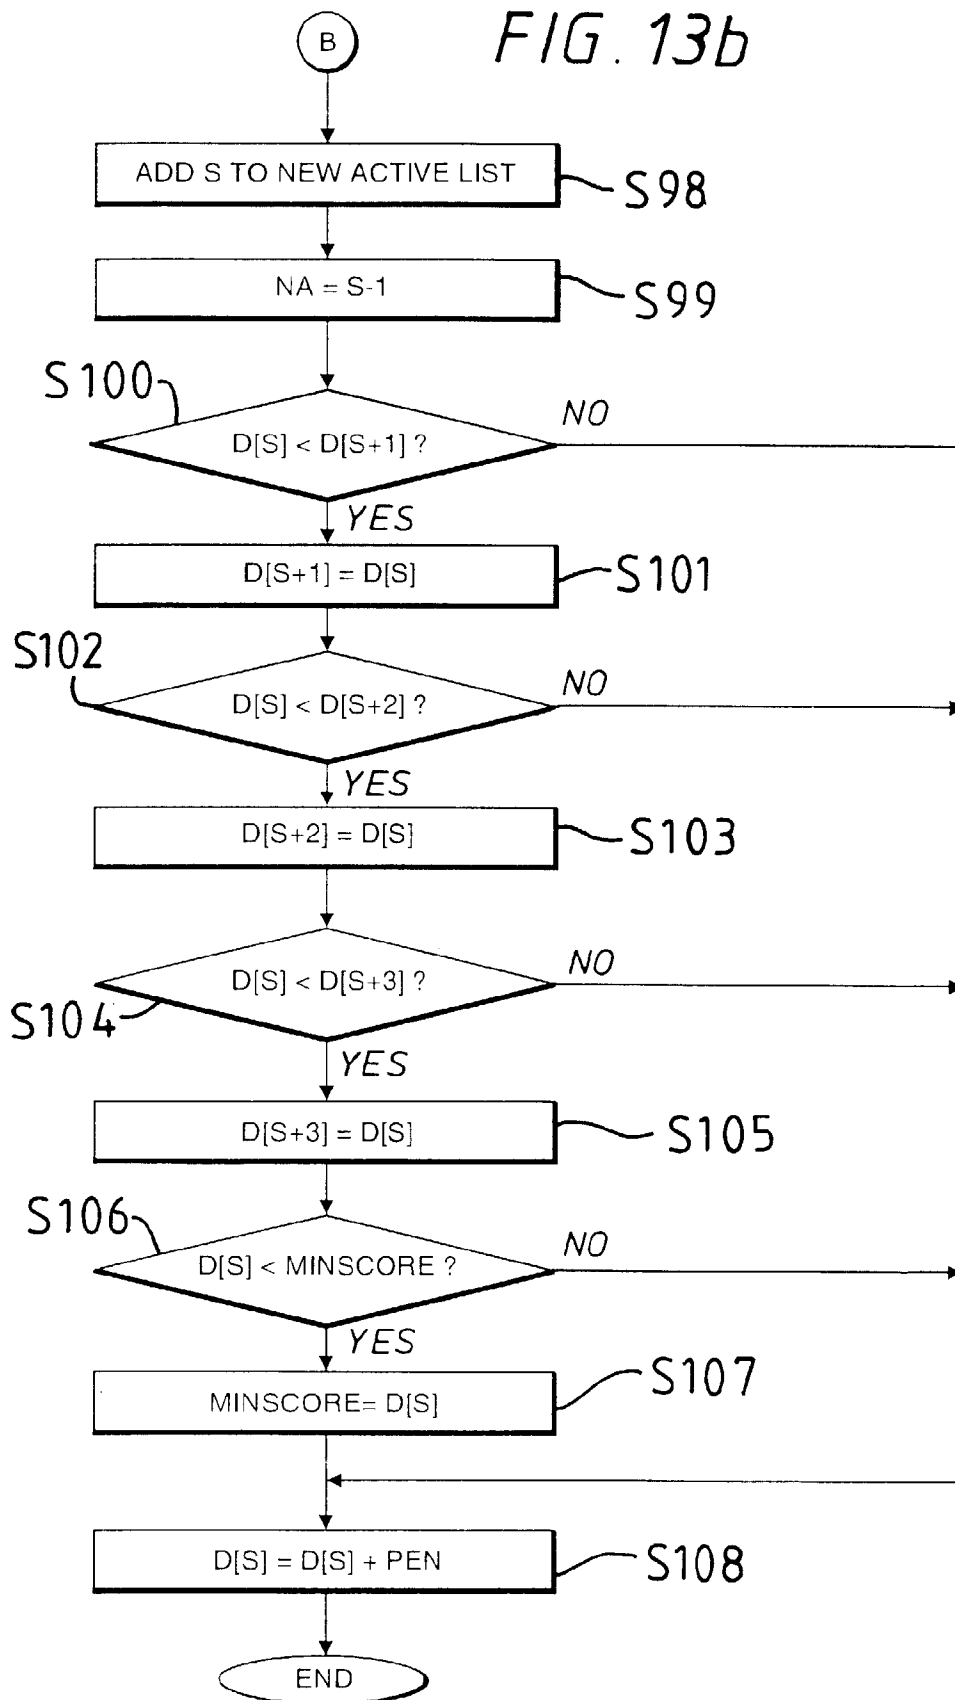 B
FIG. 13b
ADD S TO NEW ACTIVE LIST
S98
NA = S-1
S99
S100
D[S] < D[S+1] ?
NO
YES
D[S+1] = D[S]
S101
S102
D[S] < D[S+2] ?
NO
YES
D[S+2] = D[S]
S103
D[S] < D[S+3] ?
NO
S104
YES
D[S+3] = D[S]
S105
S106
D[S] < MINSCORE ?
NO
YES
MINSCORE= D[S]
S107
D[S] = D[S] + PEN
S108
END